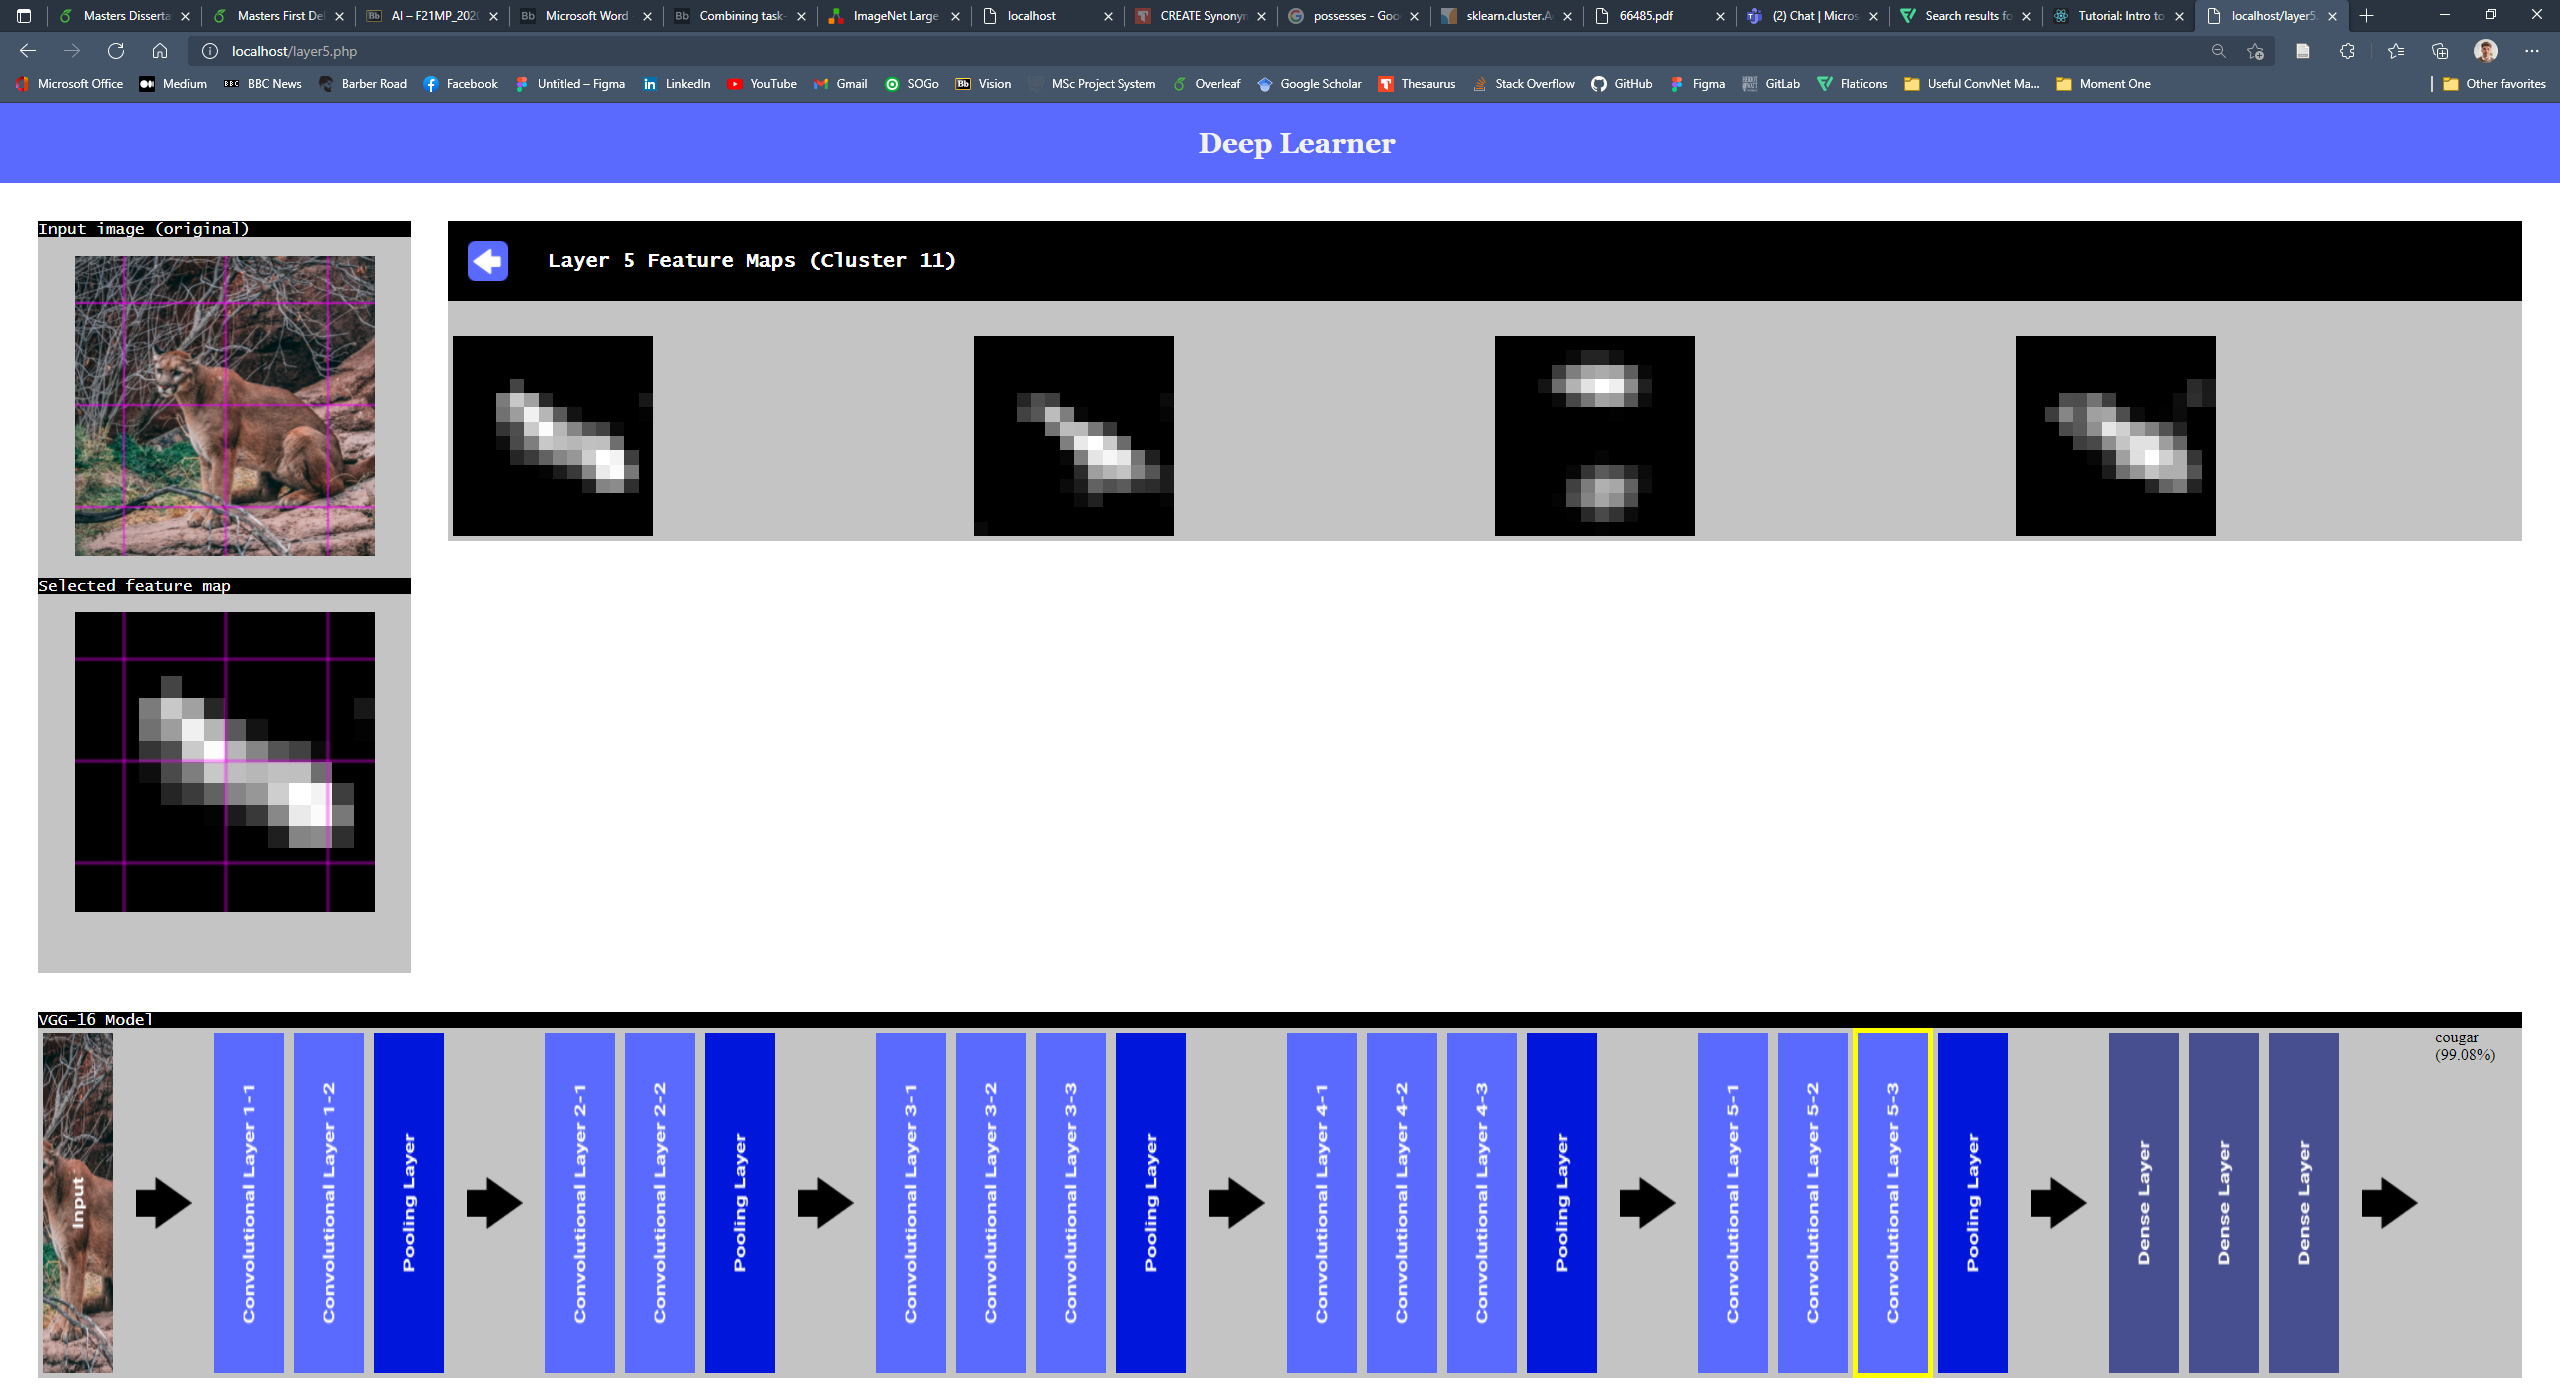 Masters Disserta
Masters First De
AI – F21MP_202
Microsoft Word
Combining task-
ImageNet Large
localhost
CREATE Synonym
possesses - Goo
sklearn.cluster.A
66485.pdf
(2) Chat | Micros
Search results fo
Tutorial: Intro to
localhost/layer5.
localhost/layer5.php
Microsoft Office
Medium
BBC News
Barber Road
Facebook
Untitled – Figma
LinkedIn
YouTube
Gmail
SOGo
Bb Vision
MSc Project System
Overleaf
Google Scholar
Thesaurus
Stack Overflow
GitHub
Figma
GitLab
Flaticons
Useful ConvNet Ma...
Moment One
Other favorites
Deep Learner
Input image (original)
Layer 5 Feature Maps (Cluster 11)
Selected feature map
VGG-16 Model
Input
Convolutional Layer 1-1
Convolutional Layer 1-2
Pooling Layer
Convolutional Layer 2-1
Convolutional Layer 2-2
Pooling Layer
Convolutional Layer 3-1
Convolutional Layer 3-2
Convolutional Layer 3-3
Pooling Layer
Convolutional Layer 4-1
Convolutional Layer 4-2
Convolutional Layer 4-3
Pooling Layer
Convolutional Layer 5-1
Convolutional Layer 5-2
Convolutional Layer 5-3
Pooling Layer
Dense Layer
Dense Layer
Dense Layer
cougar
(99.08%)